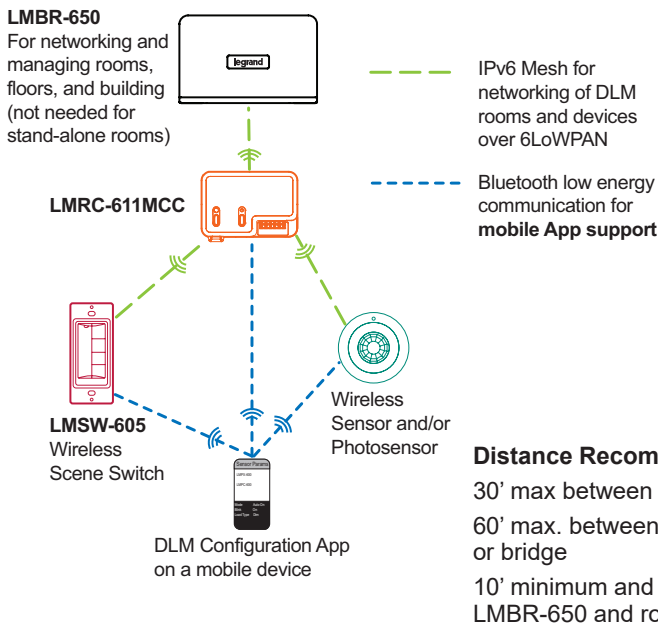 LMBR-650
For networking and
managing rooms,
floors, and building
(not needed for
stand-alone rooms)
legrand
IPv6 Mesh for
networking of DLM
rooms and devices
over 6LoWPAN
Bluetooth low energy
communication for
mobile App support
LMRC-611MCC
LMSW-605
Wireless
Scene Switch
Wireless
Sensor and/or
Photosensor
Sensor Params
DLM Configuration App
on a mobile device
Distance Recom
30’ max between
60’ max. between
or bridge
10’ minimum and
LMBR-650 and ro